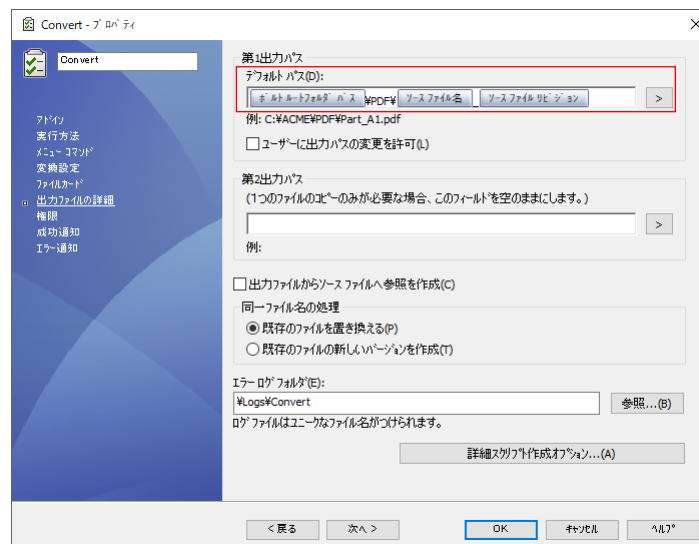 Convert - プロパティ
Convert
アドイン
実行方法
メニュー コマンド
変換設定
ファイルカード
出力ファイルの詳細
権限
成功通知
エラー通知
第1出力パス
デフォルト パス(D):
ボルト ルートフォルダ パス ¥PDF¥ ソース ファイル名 _ ソース ファイル リビジョン >
例: C:¥ACME¥PDF¥Part_A1.pdf
ユーザーに出力パスの変更を許可(L)
第2出力パス
(1つのファイルのコピーのみが必要な場合、このフィールドを空のままにします。)
>
例:
出力ファイルからソース ファイルへ参照を作成(C)
同一ファイル名の処理
既存のファイルを置き換える(P)
既存のファイルの新しいバージョンを作成(T)
エラー ログ フォルダ(E):
¥Logs¥Convert 参照...(B)
ログ ファイルはユニークなファイル名がつけられます。
詳細スクリプト作成オプション...(A)
< 戻る 次へ > OK キャンセル ヘルプ